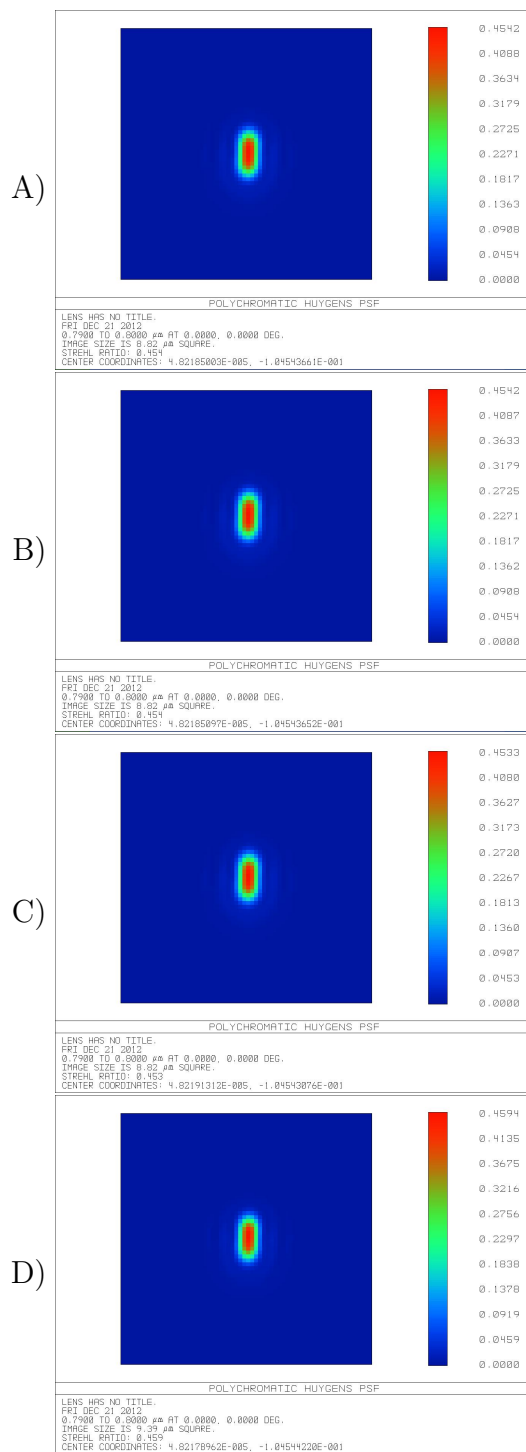 A)
0.4542
0.4088
0.3634
0.3179
0.2725
0.2271
0.1817
0.1363
0.0908
0.0454
0.0000
POLYCHROMATIC HUYGENS PSF
LENS HAS NO TITLE.
FRI DEC 21 2012
0.7900 TO 0.8000 µm AT 0.0000, 0.0000 DEG.
IMAGE SIZE IS 8.82 µm SQUARE.
STREHL RATIO: 0.454
CENTER COORDINATES: 4.82185003E-005, -1.04543661E-001
B)
0.4542
0.4087
0.3633
0.3179
0.2725
0.2271
0.1817
0.1362
0.0908
0.0454
0.0000
POLYCHROMATIC HUYGENS PSF
LENS HAS NO TITLE.
FRI DEC 21 2012
0.7900 TO 0.8000 µm AT 0.0000, 0.0000 DEG.
IMAGE SIZE IS 8.82 µm SQUARE.
STREHL RATIO: 0.454
CENTER COORDINATES: 4.82185097E-005, -1.04543652E-001
C)
0.4533
0.4080
0.3627
0.3173
0.2720
0.2267
0.1813
0.1360
0.0907
0.0453
0.0000
POLYCHROMATIC HUYGENS PSF
LENS HAS NO TITLE.
FRI DEC 21 2012
0.7900 TO 0.8000 µm AT 0.0000, 0.0000 DEG.
IMAGE SIZE IS 8.82 µm SQUARE.
STREHL RATIO: 0.453
CENTER COORDINATES: 4.82191312E-005, -1.04543076E-001
D)
0.4594
0.4135
0.3675
0.3216
0.2756
0.2297
0.1838
0.1378
0.0919
0.0459
0.0000
POLYCHROMATIC HUYGENS PSF
LENS HAS NO TITLE.
FRI DEC 21 2012
0.7900 TO 0.8000 µm AT 0.0000, 0.0000 DEG.
IMAGE SIZE IS 9.39 µm SQUARE.
STREHL RATIO: 0.459
CENTER COORDINATES: 4.82178962E-005, -1.04544220E-001